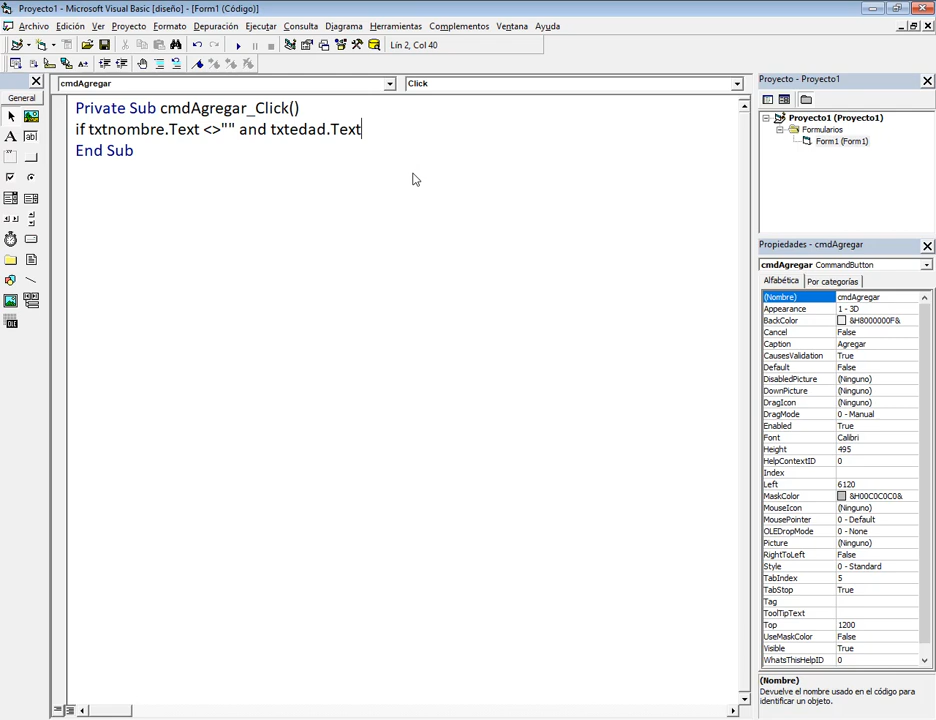 Proyecto1 - Microsoft Visual Basic [diseño] - [Form1 (Código)]
Archivo Edición Ver Proyecto Formato Depuración Ejecutar Consulta Diagrama Herramientas Complementos Ventana Ayuda
Lín 2, Col 40
General
cmdAgregar
Click
Private Sub cmdAgregar_Click()
if txtnombre.Text <>"" and txtedad.Text
End Sub
Proyecto - Proyecto1
Proyecto1 (Proyecto1)
Formularios
Form1 (Form1)
Propiedades - cmdAgregar
cmdAgregar CommandButton
Alfabética Por categorías
(Nombre) cmdAgregar
Appearance 1 - 3D
BackColor &H8000000F&
Cancel False
Caption Agregar
CausesValidation True
Default False
DisabledPicture (Ninguno)
DownPicture (Ninguno)
DragIcon (Ninguno)
DragMode 0 - Manual
Enabled True
Font Calibri
Height 495
HelpContextID 0
Index
Left 6120
MaskColor &H00C0C0C0&
MouseIcon (Ninguno)
MousePointer 0 - Default
OLEDropMode 0 - None
Picture (Ninguno)
RightToLeft False
Style 0 - Standard
TabIndex 5
TabStop True
Tag
ToolTipText
Top 1200
UseMaskColor False
Visible True
WhatsThisHelpID 0
(Nombre)
Devuelve el nombre usado en el código para
identificar un objeto.